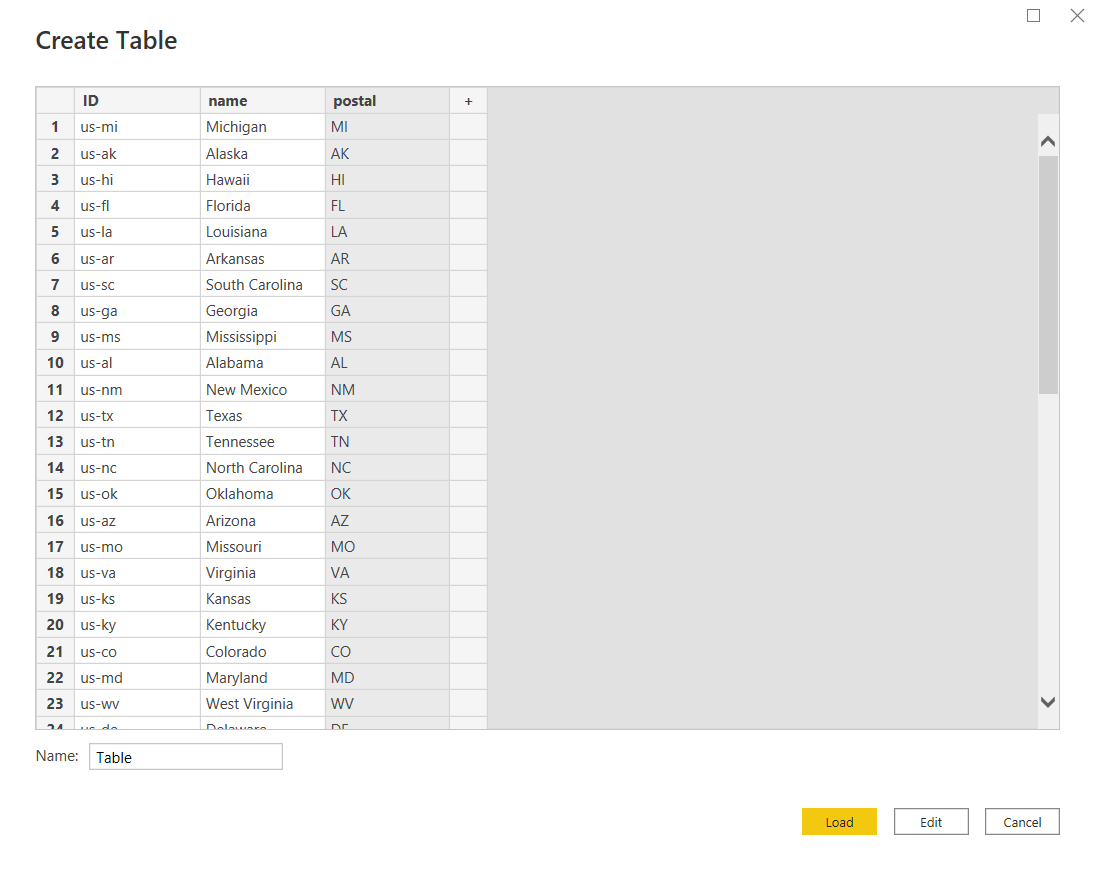 Create Table
ID name postal +
1 us-mi Michigan MI
2 us-ak Alaska AK
3 us-hi Hawaii HI
4 us-fl Florida FL
5 us-la Louisiana LA
6 us-ar Arkansas AR
7 us-sc South Carolina SC
8 us-ga Georgia GA
9 us-ms Mississippi MS
10 us-al Alabama AL
11 us-nm New Mexico NM
12 us-tx Texas TX
13 us-tn Tennessee TN
14 us-nc North Carolina NC
15 us-ok Oklahoma OK
16 us-az Arizona AZ
17 us-mo Missouri MO
18 us-va Virginia VA
19 us-ks Kansas KS
20 us-ky Kentucky KY
21 us-co Colorado CO
22 us-md Maryland MD
23 us-wv West Virginia WV
24 us-de Delaware DE
Name: Table
Load Edit Cancel